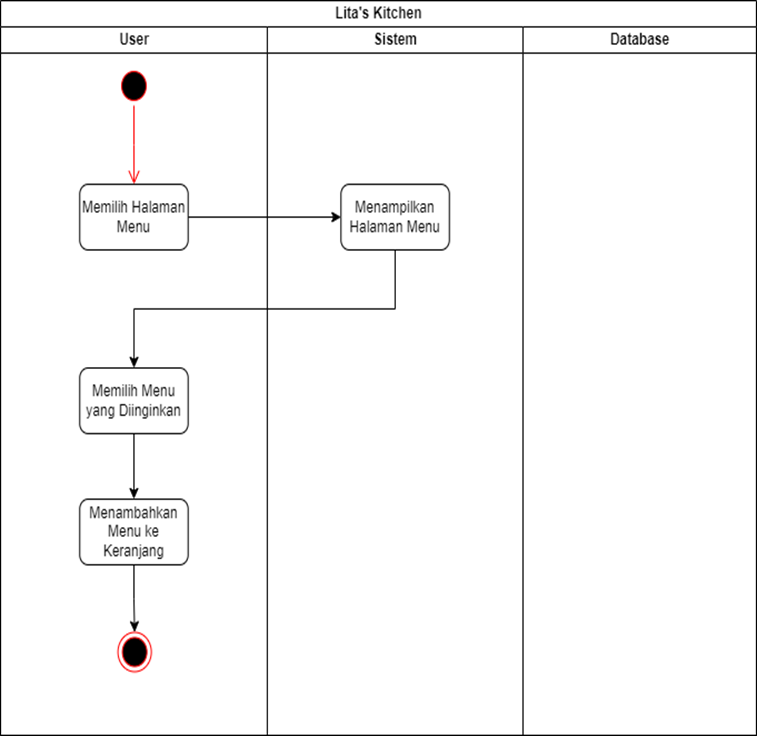 Lita's Kitchen
User
Sistem
Database
Memilih Halaman
Menu
Menampilkan
Halaman Menu
Memilih Menu
yang Diinginkan
Menambahkan
Menu ke
Keranjang